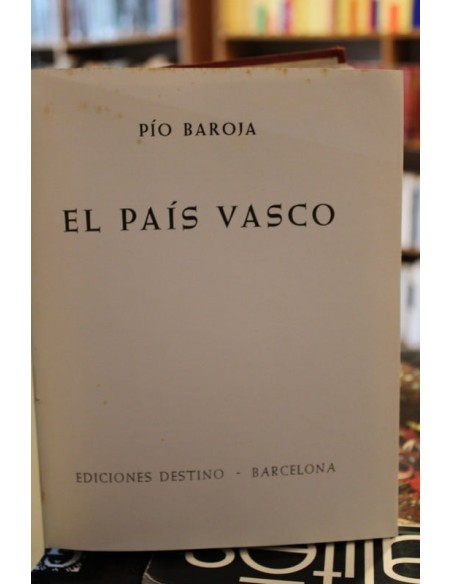 PÍO BAROJA
EL PAÍS VASCO
EDICIONES DESTINO - BARCELONA